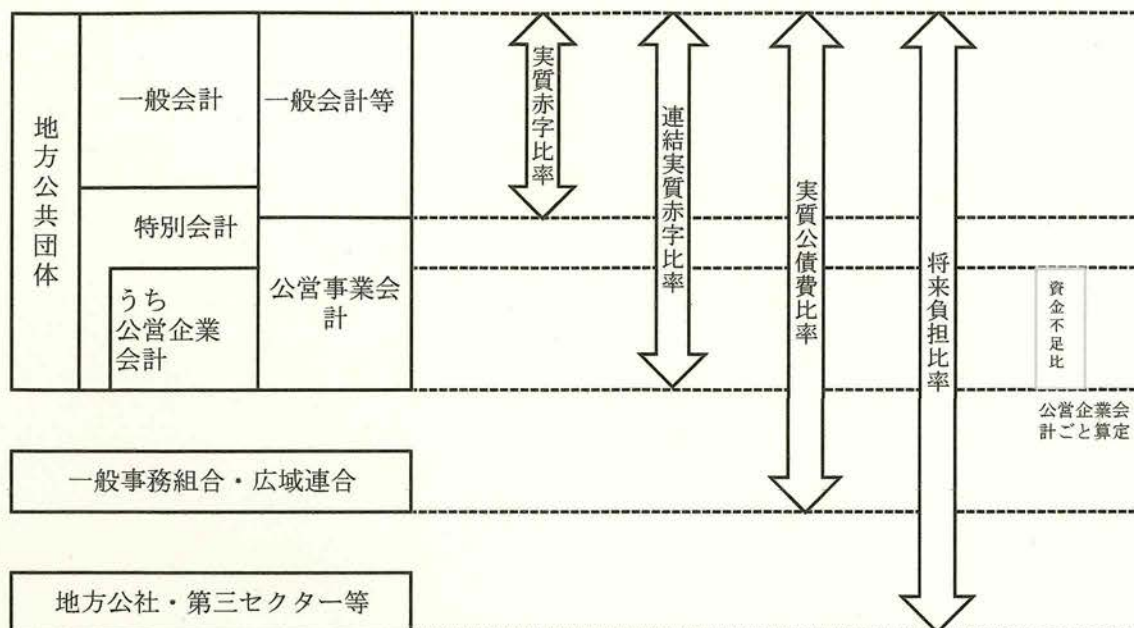 地方公共団体
一般会計
一般会計等
特別会計
うち
公営企業
会計
公営事業会
計
一般事務組合・広域連合
地方公社・第三セクター等
実質赤字比率
連結実質赤字比率
実質公債費比率
将来負担比率
資金不足比
公営企業会
計ごと算定